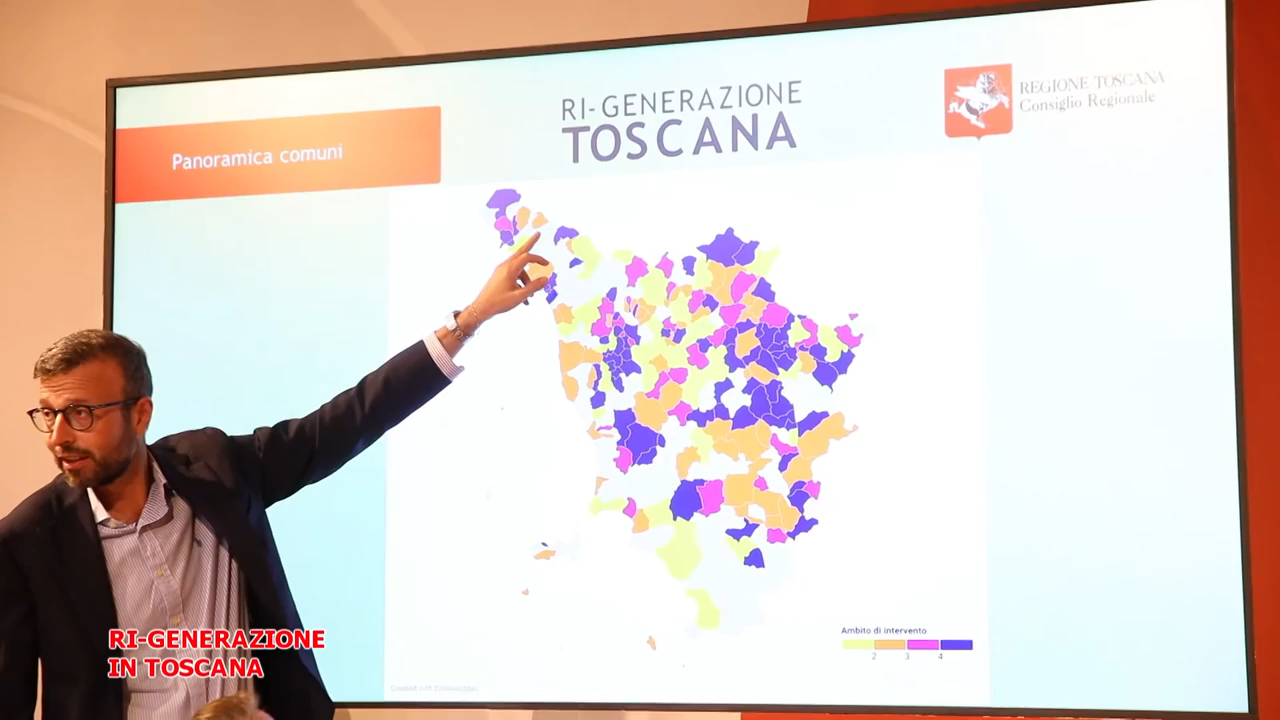 RI-GENERAZIONE
TOSCANA
REGIONE TOSCANA
Consiglio Regionale
Panoramica comuni
Ambito di intervento
2 3 4
RI-GENERAZIONE
IN TOSCANA